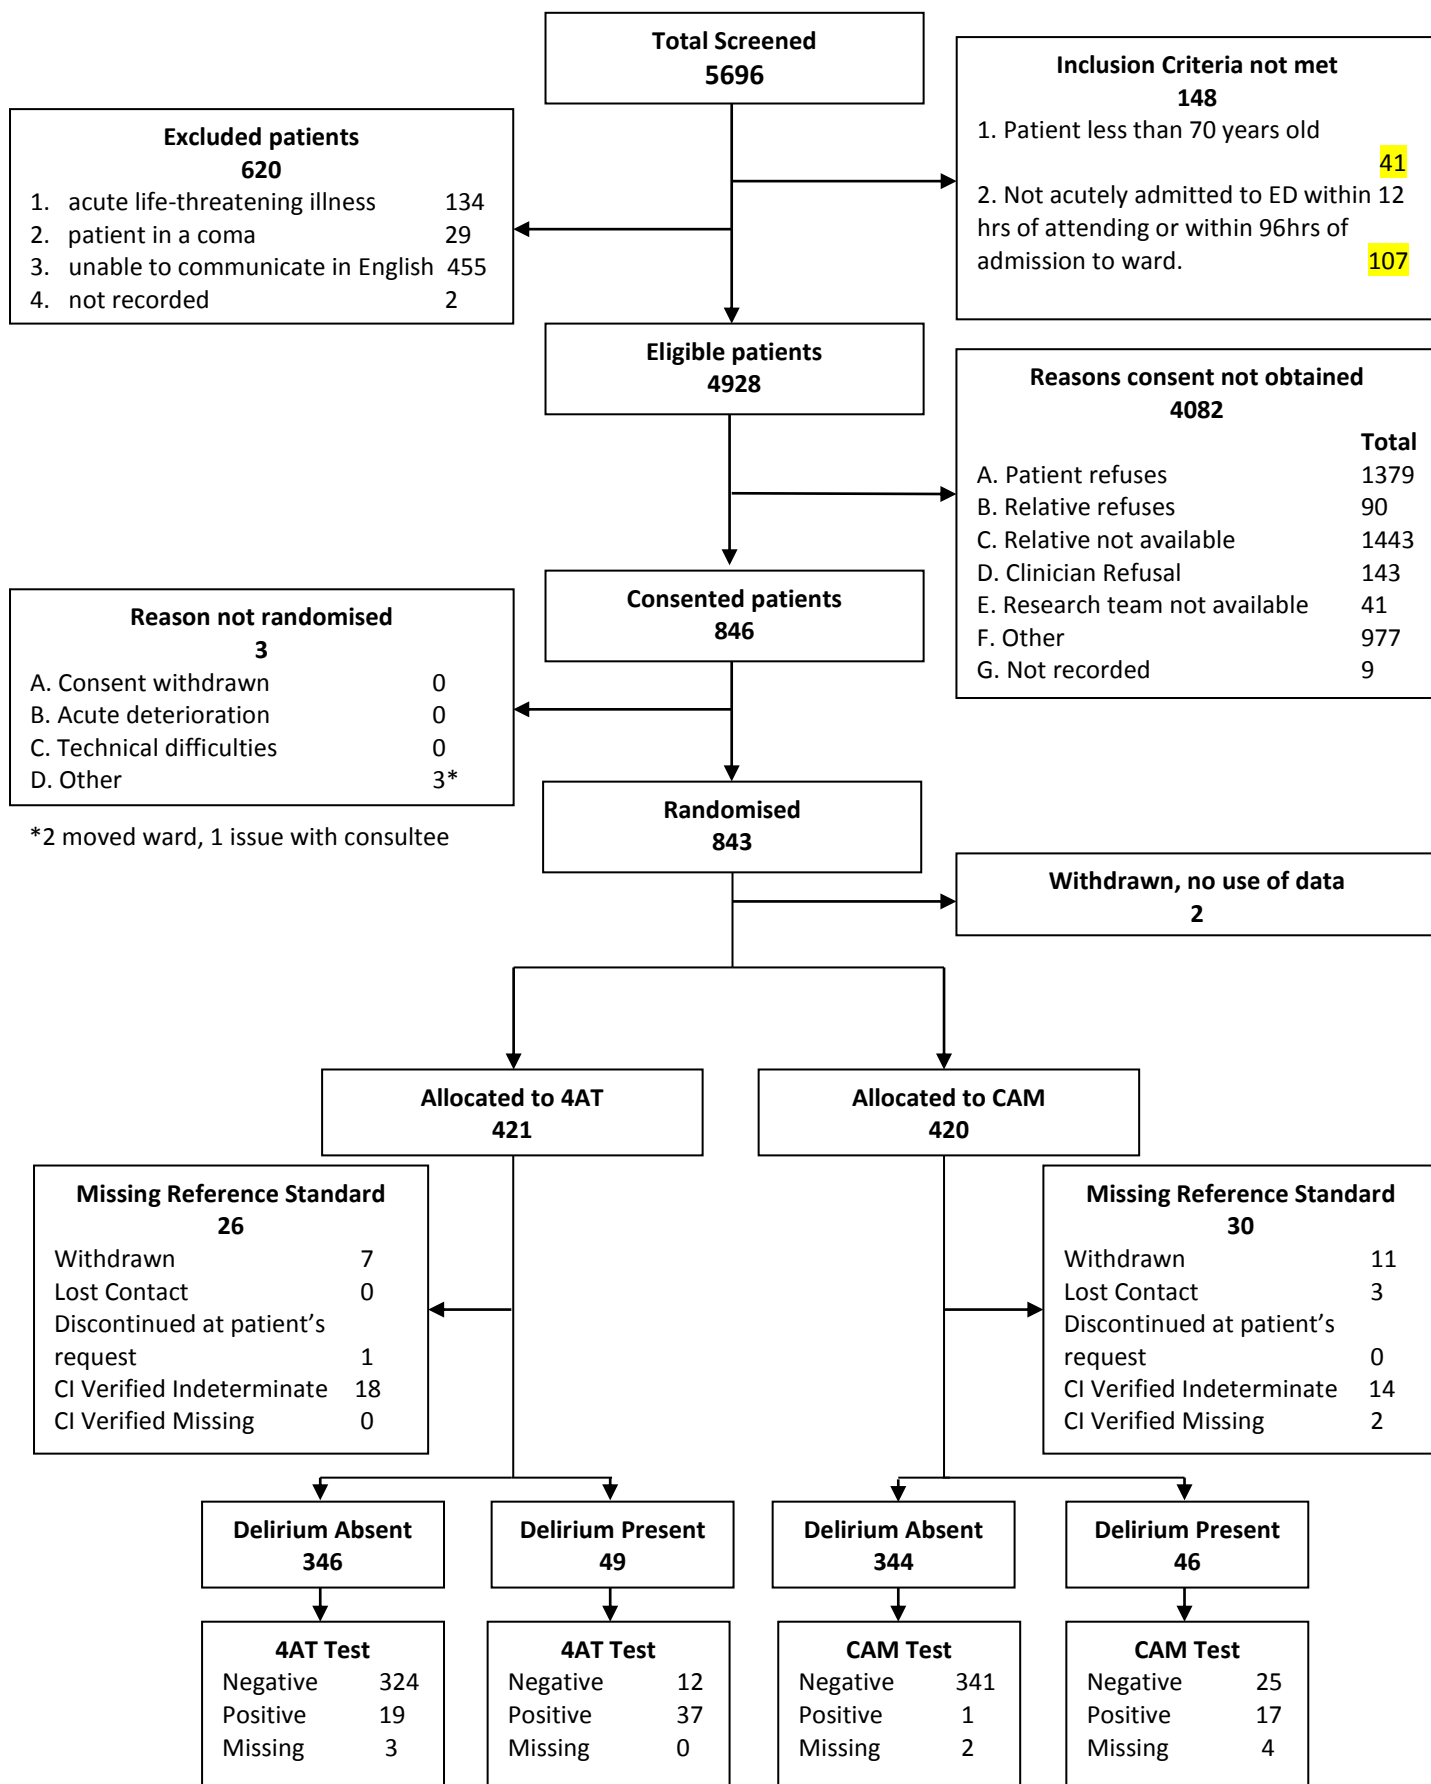 Total Screened
5696
Inclusion Criteria not met
148
1. Patient less than 70 years old
41
2. Not acutely admitted to ED within 12
hrs of attending or within 96hrs of
admission to ward. 107
Excluded patients
620
1. acute life-threatening illness 134
2. patient in a coma 29
3. unable to communicate in English 455
4. not recorded 2
Eligible patients
4928
Reasons consent not obtained
4082
Total
A. Patient refuses 1379
B. Relative refuses 90
C. Relative not available 1443
D. Clinician Refusal 143
E. Research team not available 41
F. Other 977
G. Not recorded 9
Consented patients
846
Reason not randomised
3
A. Consent withdrawn 0
B. Acute deterioration 0
C. Technical difficulties 0
D. Other 3*
*2 moved ward, 1 issue with consultee
Randomised
843
Withdrawn, no use of data
2
Allocated to 4AT
421
Allocated to CAM
420
Missing Reference Standard
26
Withdrawn 7
Lost Contact 0
Discontinued at patient's
request 1
CI Verified Indeterminate 18
CI Verified Missing 0
Missing Reference Standard
30
Withdrawn 11
Lost Contact 3
Discontinued at patient's
request 0
CI Verified Indeterminate 14
CI Verified Missing 2
Delirium Absent
346
Delirium Present
49
Delirium Absent
344
Delirium Present
46
4AT Test
Negative 324
Positive 19
Missing 3
4AT Test
Negative 12
Positive 37
Missing 0
CAM Test
Negative 341
Positive 1
Missing 2
CAM Test
Negative 25
Positive 17
Missing 4